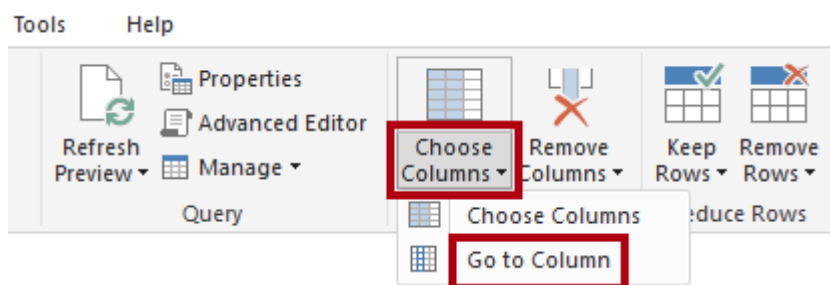 Tools Help
Properties
Advanced Editor
Refresh
Preview
Manage
Choose
Columns
Remove
Columns
Keep
Rows
Remove
Rows
Query
Reduce Rows
Choose Columns
Go to Column